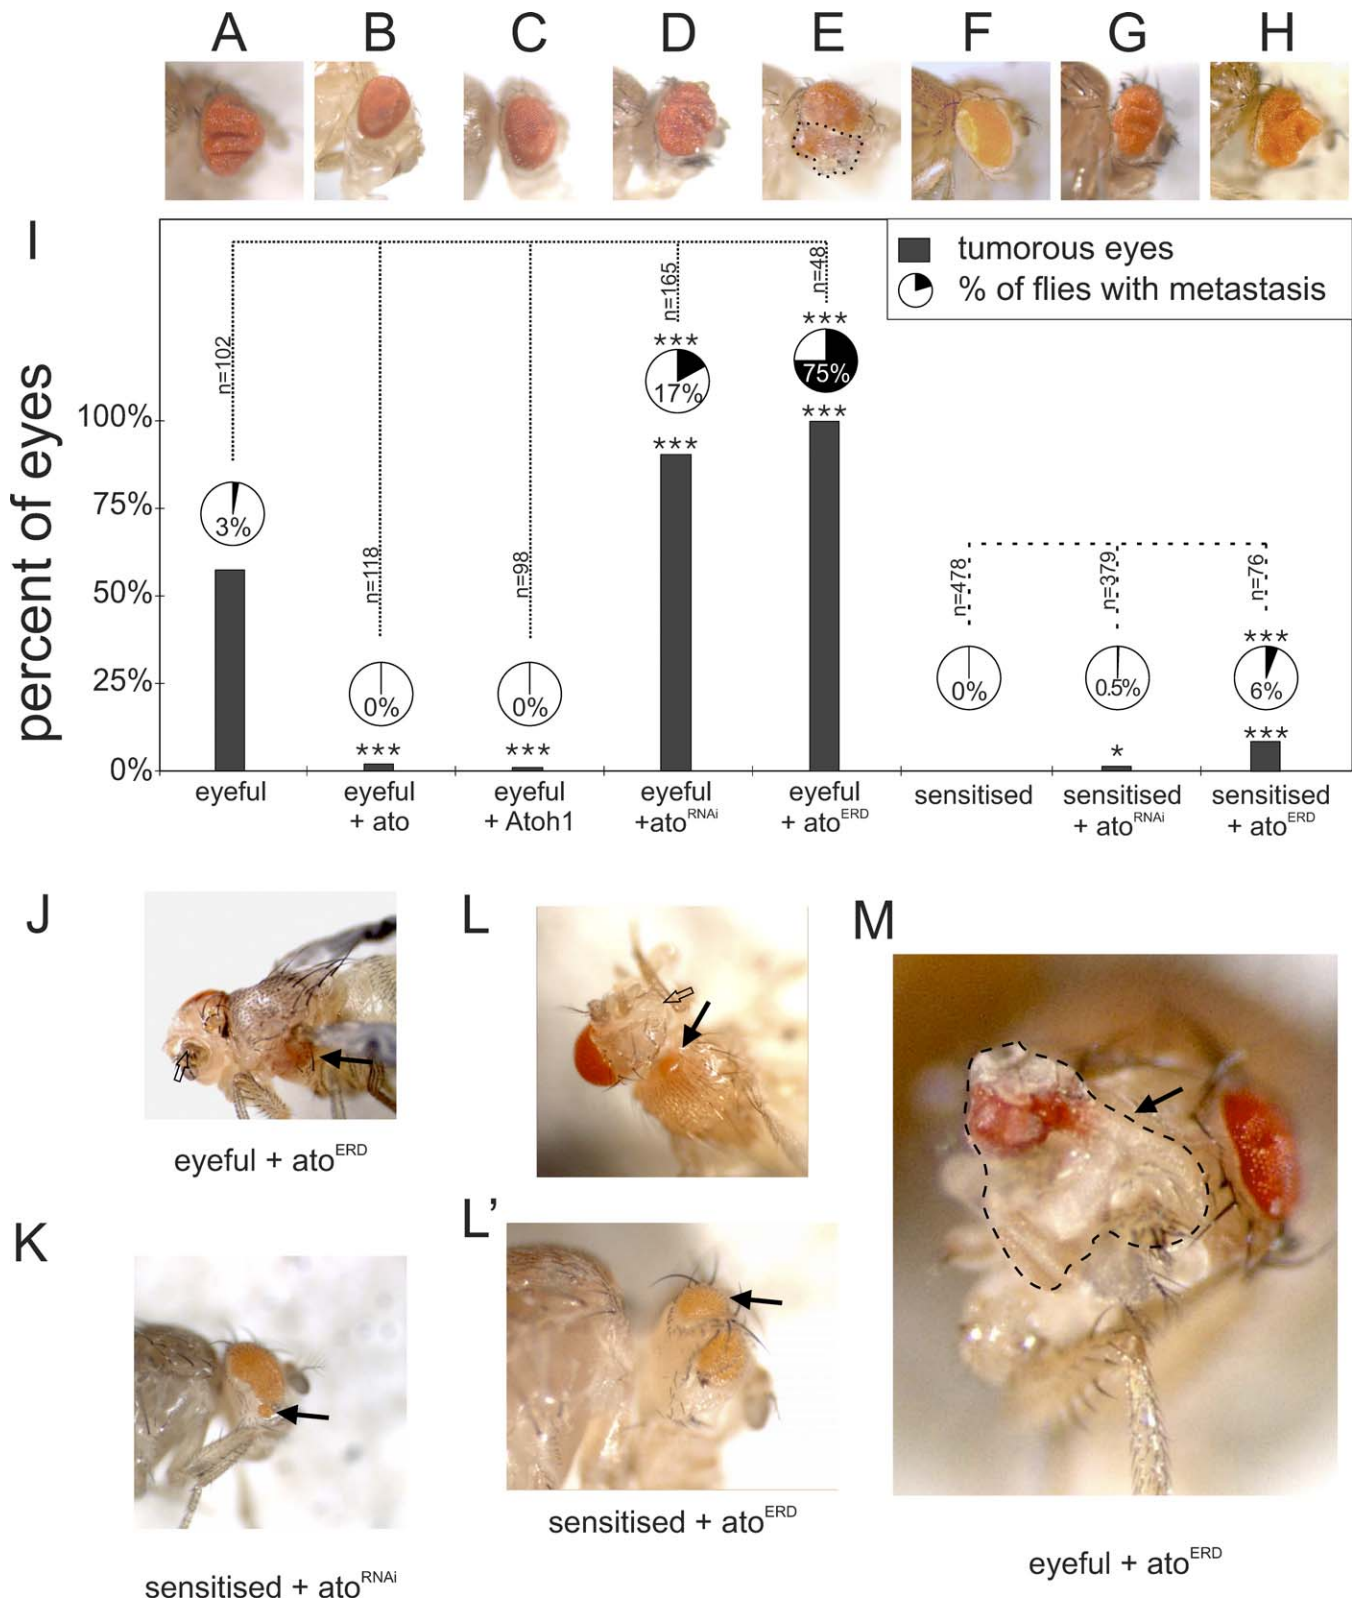 A B C D E F G H
I
tumorous eyes
% of flies with metastasis
percent of eyes
100%
75%
50%
25%
0%
n=102
n=118
n=98
n=165
n=48
n=478
n=379
n=76
***
***
17%
75%
***
***
3%
0%
0%
0%
0.5%
6%
***
***
***
*
***
eyeful
eyeful
+ ato
eyeful
+ Atoh1
eyeful
+ato^RNAi
eyeful
+ ato^ERD
sensitised
sensitised
+ ato^RNAi
sensitised
+ ato^ERD
J
eyeful + ato^ERD
K
sensitised + ato^RNAi
L
L’
sensitised + ato^ERD
M
eyeful + ato^ERD